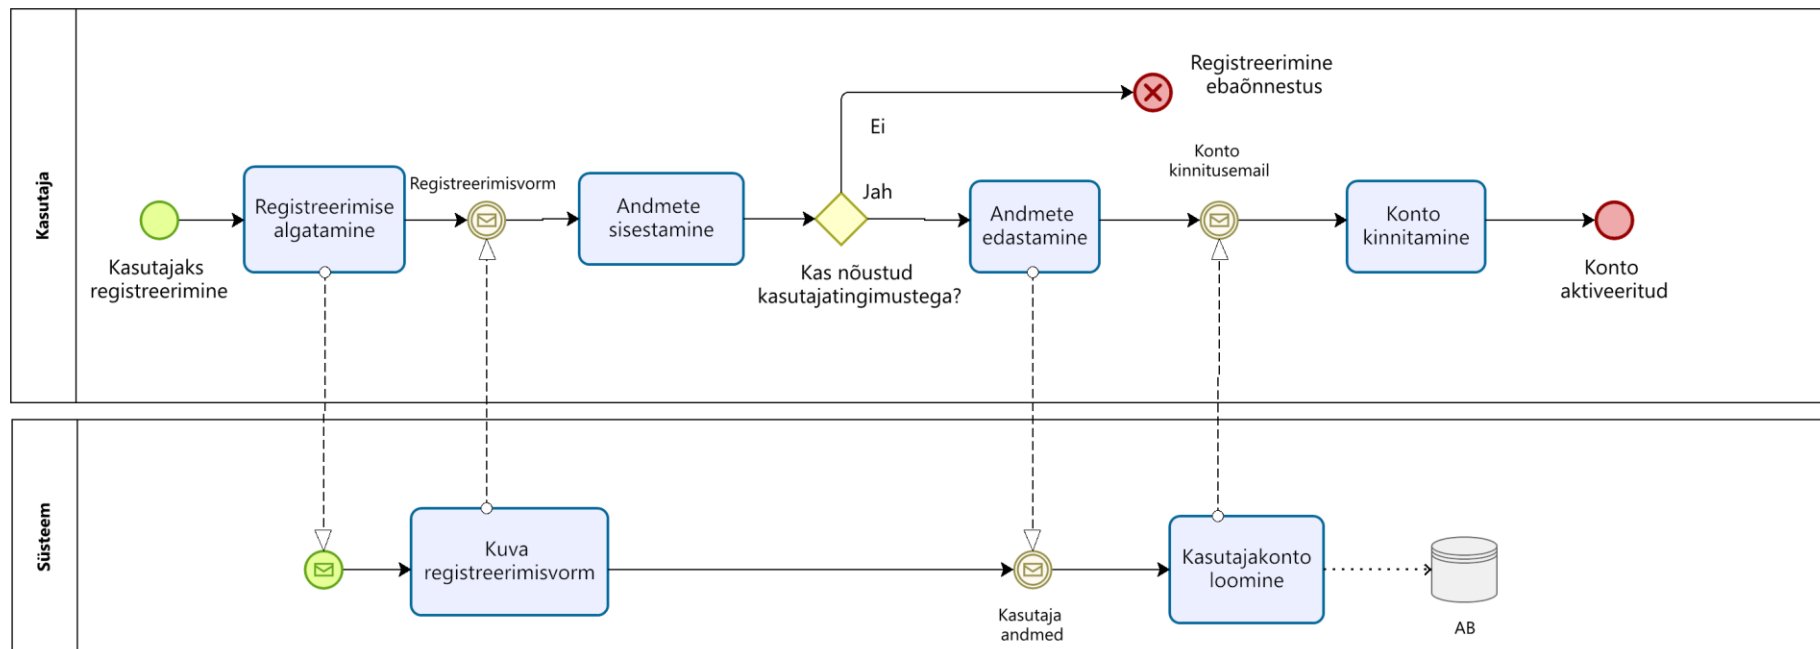 Kasutaja
Registreerimine
ebaõnnestus
Ei
Konto
kinnitusemail
Registreerimisvorm
Jah
Registreerimise
algatamine
Andmete
sisestamine
Andmete
edastamine
Konto
kinnitamine
Kasutajaks
registreerimine
Kas nõustud
kasutajatingimustega?
Konto
aktiveeritud
Süsteem
Kuva
registreerimisvorm
Kasutajakonto
loomine
Kasutaja
andmed
AB